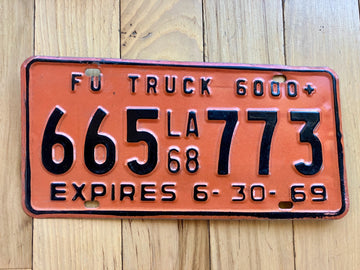 FU TRUCK 6000+
665 LA 68 773
EXPIRES 6-30-69